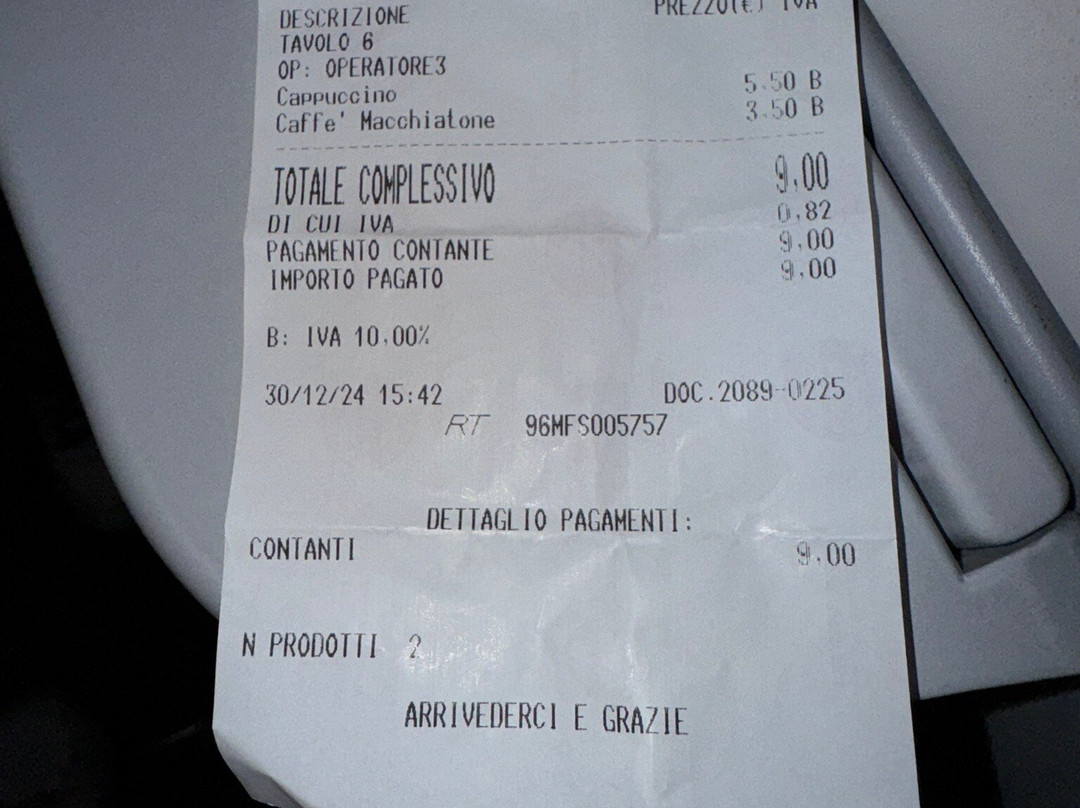 DESCRIZIONE PREZZO(€) IVA
TAVOLO 6
OP: OPERATORE3
Cappuccino 5.50 B
Caffe' Macchiatone 3.50 B
TOTALE COMPLESSIVO 9,00
DI CUI IVA 0,82
PAGAMENTO CONTANTE 9,00
IMPORTO PAGATO 9,00
B: IVA 10,00%
30/12/24 15:42 DOC.2089-0225
RT 96MFS005757
DETTAGLIO PAGAMENTI:
CONTANTI 9.00
N PRODOTTI 2
ARRIVEDERCI E GRAZIE